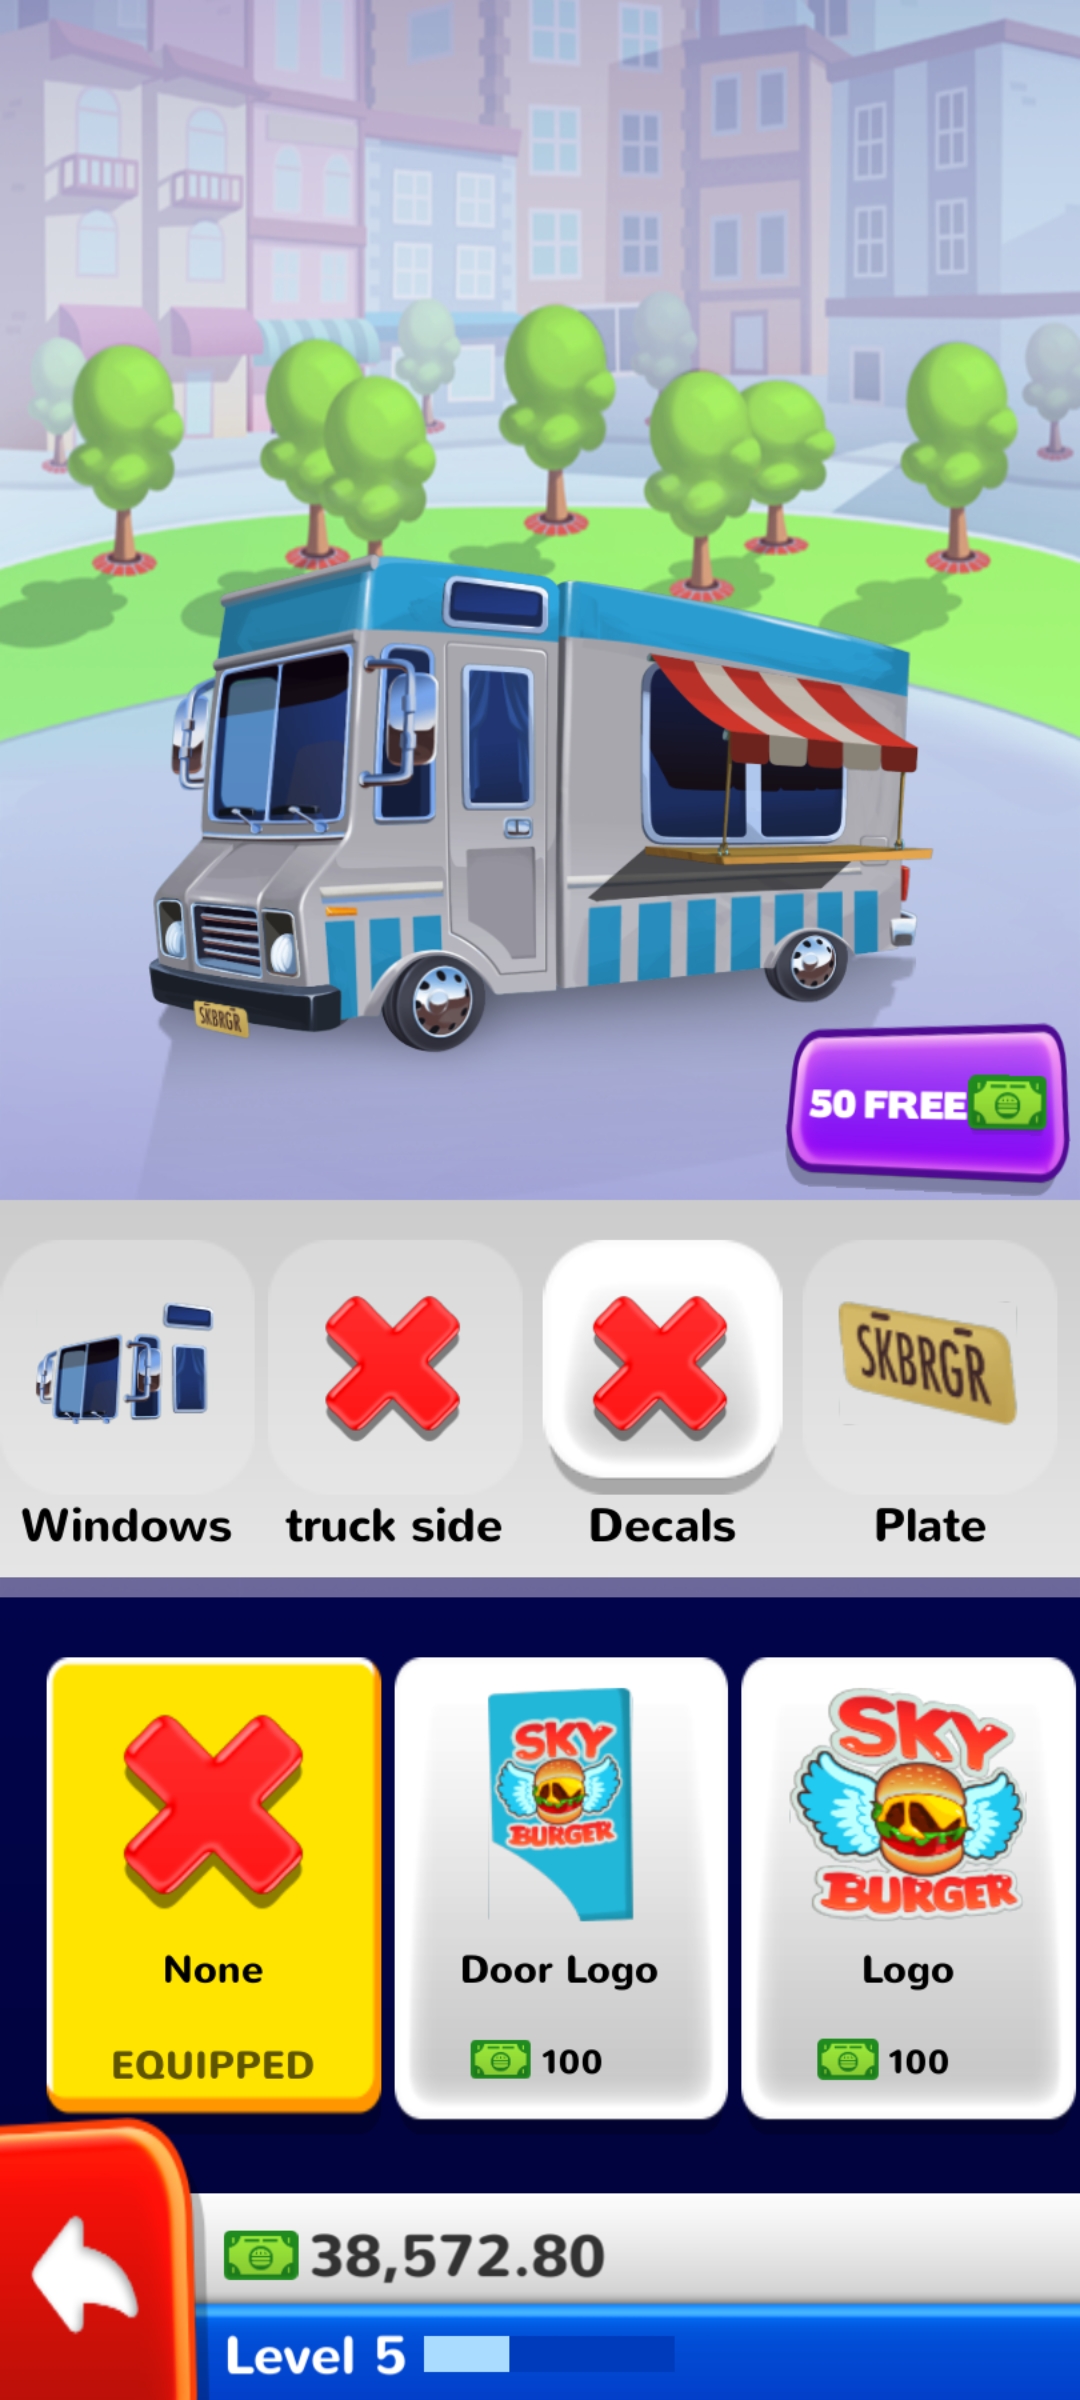 SKBRGR
50 FREE
SKBRGR
Windows
truck side
Decals
Plate
SKY
BURGER
SKY
BURGER
None
Door Logo
Logo
EQUIPPED
100
100
38,572.80
Level 5